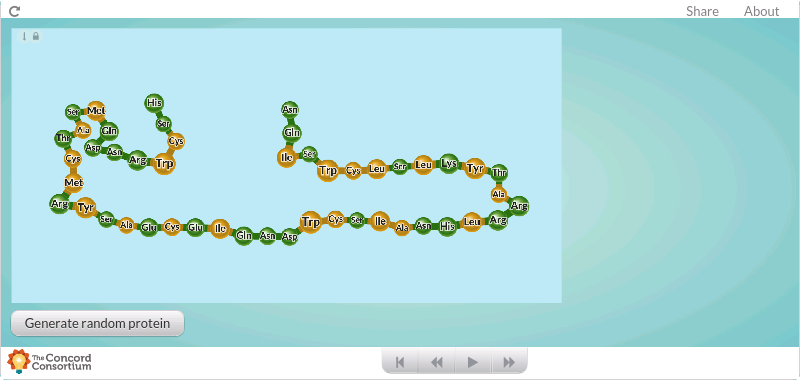 Share About
His
Asn
Ser Met
Ser
Ala Gln
Gln
Thr
Cys
Asp Asn
Ile Ser
Cys
Arg Trp
Trp Cys Leu Ser Leu Lys Tyr Thr
Met
Ala
Arg Tyr
Arg
Ser Ala Glu Cys Glu Ile Gln Asn Asp Trp Cys Ser Ile Ala Asn His Leu Arg
Generate random protein
The Concord
Consortium